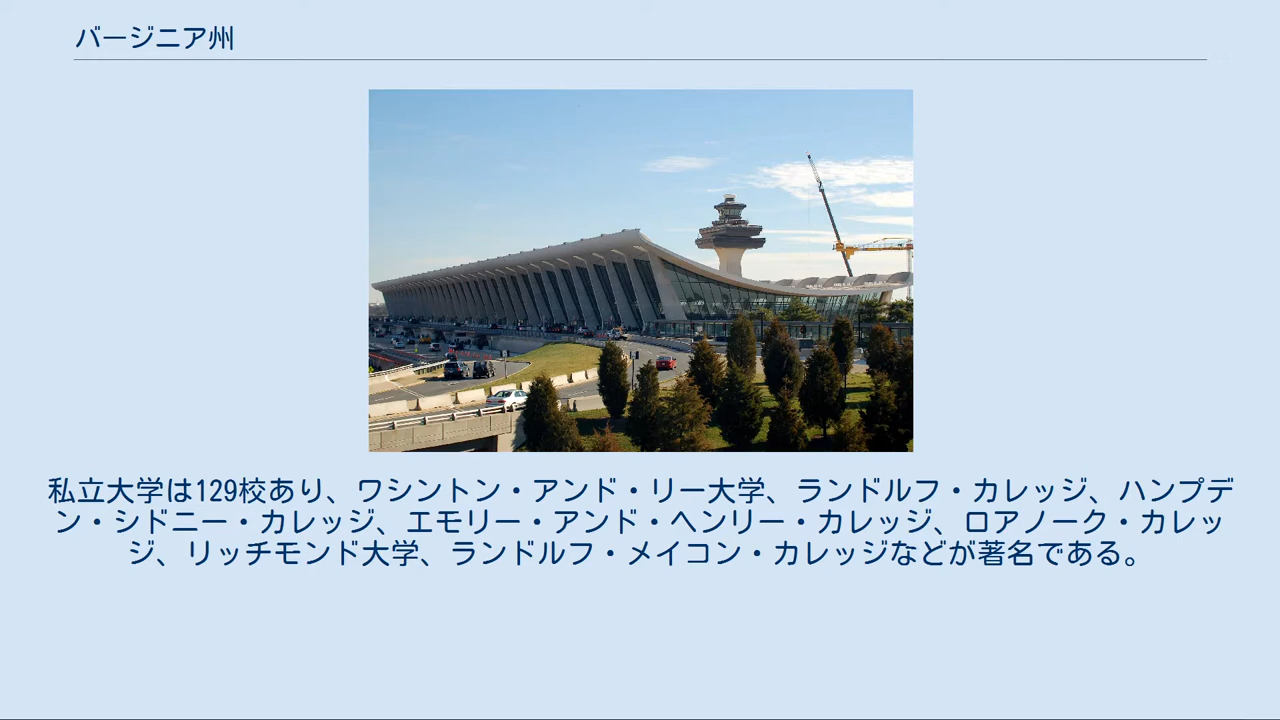 バージニア州
私立大学は129校あり、ワシントン・アンド・リー大学、ランドルフ・カレッジ、ハンプデ
ン・シドニー・カレッジ、エモリー・アンド・ヘンリー・カレッジ、ロアノーク・カレッ
ジ、リッチモンド大学、ランドルフ・メイコン・カレッジなどが著名である。